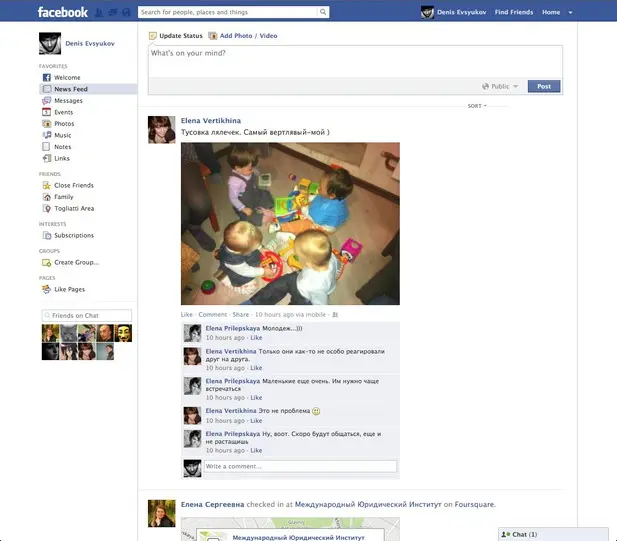 facebook
Search for people, places and things
Denis Evsyukov
Find Friends
Home
Denis Evsyukov
FAVORITES
Welcome
News Feed
Messages
Events
Photos
Music
Notes
Links
FRIENDS
Close Friends
Family
Togliatti Area
INTERESTS
Subscriptions
GROUPS
Create Group...
PAGES
Like Pages
Friends on Chat
Update Status
Add Photo / Video
What's on your mind?
Public
Post
SORT
Elena Vertikhina
Тусовка лялечек. Самый вертлявый-мой )
Like · Comment · Share · 10 hours ago via mobile ·
Elena Prilepskaya Молодеж...)))
10 hours ago · Like
Elena Vertikhina Только они как-то не особо реагировали
друг на друга.
10 hours ago · Like
Elena Prilepskaya Маленькие еще очень. Им нужно чаще
встречаться
10 hours ago · Like
Elena Vertikhina Это не проблема
10 hours ago · Like
Elena Prilepskaya Ну, воот. Скоро будут общаться, еще и
не растащишь
10 hours ago · Like
Write a comment...
Елена Сергеевна checked in at Международный Юридический Институт on Foursquare.
Международный Юридический Институт
Chat (1)